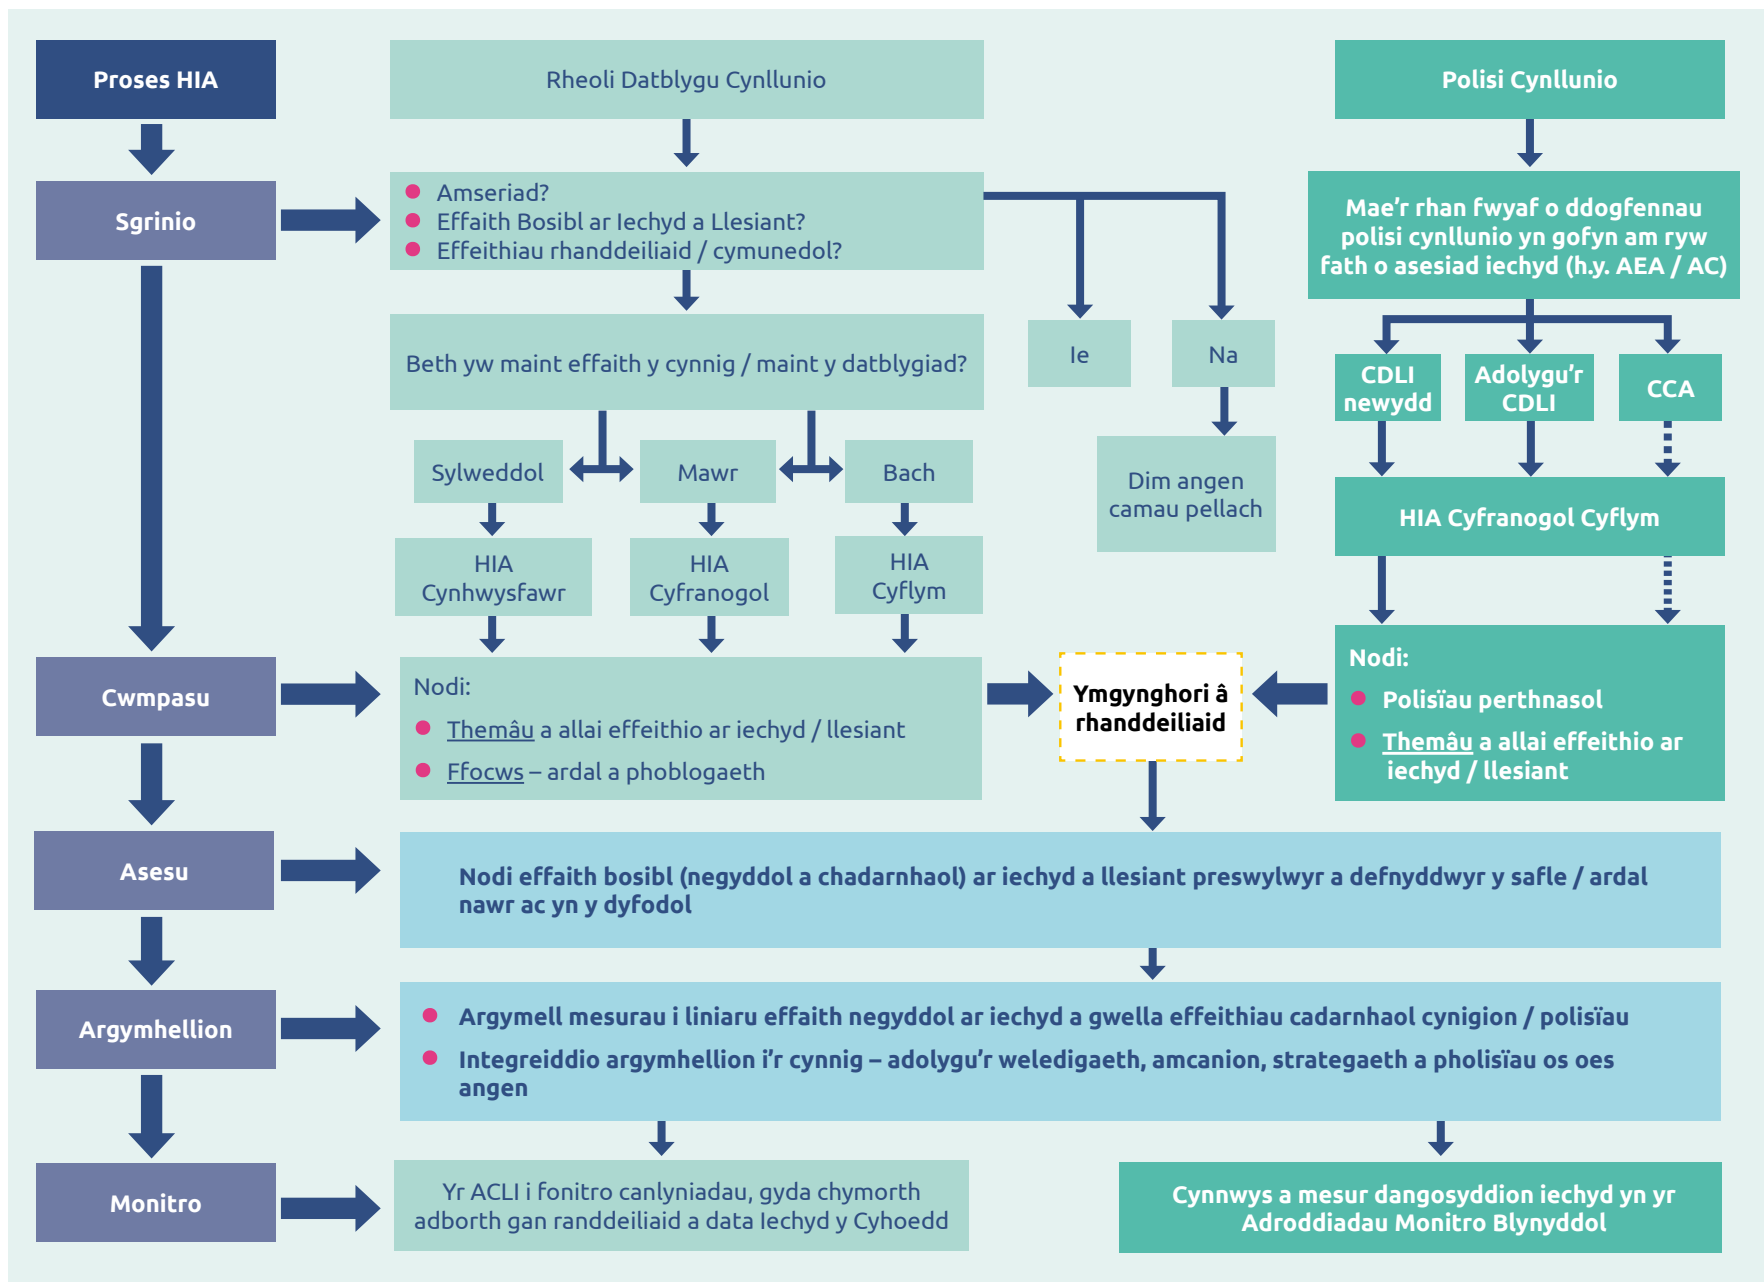 Proses HIA
Rheoli Datblygu Cynllunio
Polisi Cynllunio
Sgrinio
Amseriad?
Effaith Bosibl ar Iechyd a Llesiant?
Effeithiau rhanddeiliaid / cymunedol?
Mae'r rhan fwyaf o ddogfennau
polisi cynllunio yn gofyn am ryw
fath o asesiad iechyd (h.y. AEA / AC)
Beth yw maint effaith y cynnig / maint y datblygiad?
Ie
Na
CDLI
newydd
Adolygu'r
CDLI
CCA
Sylweddol
Mawr
Bach
Dim angen
camau pellach
HIA Cyfranogol Cyflym
HIA
Cynhwysfawr
HIA
Cyfranogol
HIA
Cyflym
Cwmpasu
Nodi:
Themâu a allai effeithio ar iechyd / llesiant
Ffocws – ardal a phoblogaeth
Ymgynghori â
rhanddeiliaid
Nodi:
Polisïau perthnasol
Themâu a allai effeithio ar
iechyd / llesiant
Asesu
Nodi effaith bosibl (negyddol a chadarnhaol) ar iechyd a llesiant preswylwyr a defnyddwyr y safle / ardal
nawr ac yn y dyfodol
Argymhellion
Argymell mesurau i liniaru effaith negyddol ar iechyd a gwella effeithiau cadarnhaol cynigion / polisïau
Integreiddio argymhellion i'r cynnig – adolygu'r weledigaeth, amcanion, strategaeth a pholisïau os oes
angen
Monitro
Yr ACLI i fonitro canlyniadau, gyda chymorth
adborth gan randdeiliaid a data Iechyd y Cyhoedd
Cynnwys a mesur dangosyddion iechyd yn yr
Adroddiadau Monitro Blynyddol